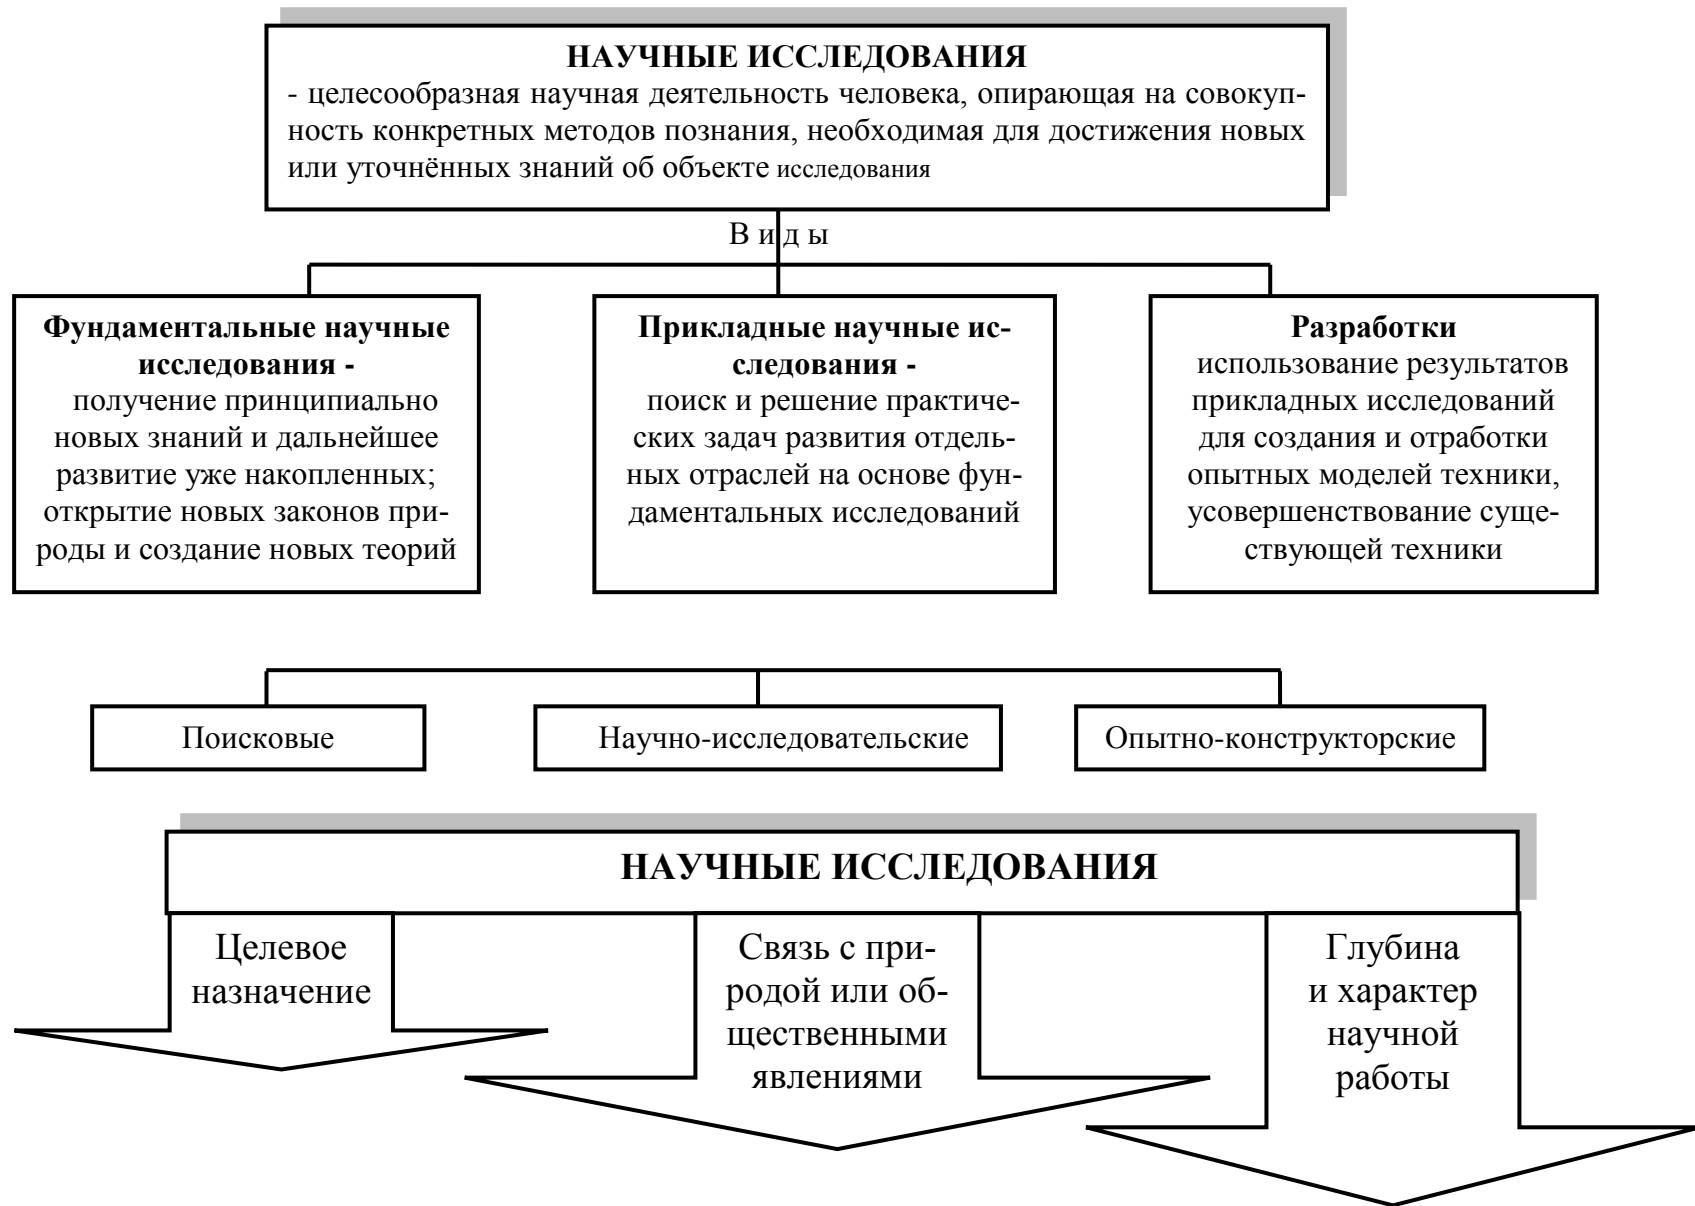 НАУЧНЫЕ ИССЛЕДОВАНИЯ
- целесообразная научная деятельность человека, опирающая на совокуп-
ность конкретных методов познания, необходимая для достижения новых
или уточнённых знаний об объекте исследования
В и д ы
Фундаментальные научные
исследования -
получение принципиально
новых знаний и дальнейшее
развитие уже накопленных;
открытие новых законов при-
роды и создание новых теорий
Прикладные научные ис-
следования -
поиск и решение практиче-
ских задач развития отдель-
ных отраслей на основе фун-
даментальных исследований
Разработки
использование результатов
прикладных исследований
для создания и отработки
опытных моделей техники,
усовершенствование суще-
ствующей техники
Поисковые
Научно-исследовательские
Опытно-конструкторские
НАУЧНЫЕ ИССЛЕДОВАНИЯ
Целевое
назначение
Связь с при-
родой или об-
щественными
явлениями
Глубина
и характер
научной
работы